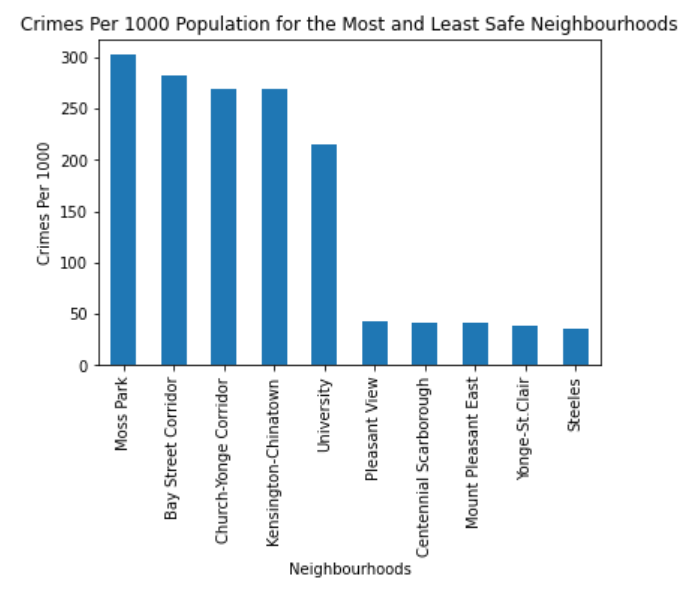 Crimes Per 1000 Population for the Most and Least Safe Neighbourhoods
Crimes Per 1000
300
250
200
150
100
50
0
Moss Park
Bay Street Corridor
Church-Yonge Corridor
Kensington-Chinatown
University
Pleasant View
Centennial Scarborough
Mount Pleasant East
Yonge-St.Clair
Steeles
Neighbourhoods